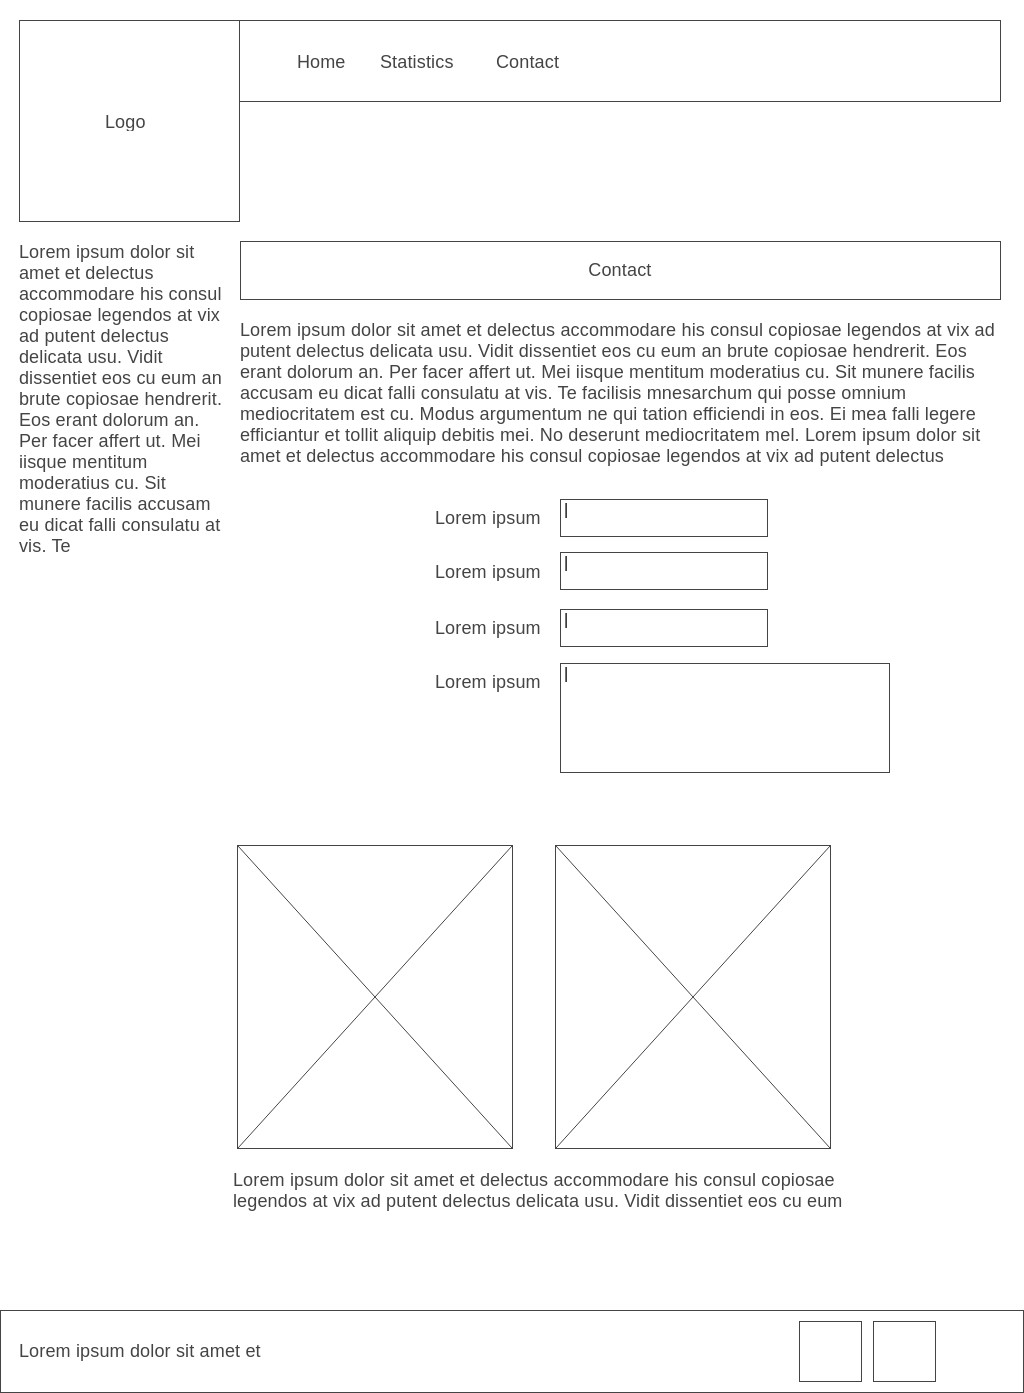 Home Statistics Contact
Logo
Lorem ipsum dolor sit
amet et delectus
accommodare his consul
copiosae legendos at vix
ad putent delectus
delicata usu. Vidit
dissentiet eos cu eum an
brute copiosae hendrerit.
Eos erant dolorum an.
Per facer affert ut. Mei
iisque mentitum
moderatius cu. Sit
munere facilis accusam
eu dicat falli consulatu at
vis. Te
Contact
Lorem ipsum dolor sit amet et delectus accommodare his consul copiosae legendos at vix ad
putent delectus delicata usu. Vidit dissentiet eos cu eum an brute copiosae hendrerit. Eos
erant dolorum an. Per facer affert ut. Mei iisque mentitum moderatius cu. Sit munere facilis
accusam eu dicat falli consulatu at vis. Te facilisis mnesarchum qui posse omnium
mediocritatem est cu. Modus argumentum ne qui tation efficiendi in eos. Ei mea falli legere
efficiantur et tollit aliquip debitis mei. No deserunt mediocritatem mel. Lorem ipsum dolor sit
amet et delectus accommodare his consul copiosae legendos at vix ad putent delectus
Lorem ipsum
Lorem ipsum
Lorem ipsum
Lorem ipsum
Lorem ipsum dolor sit amet et delectus accommodare his consul copiosae
legendos at vix ad putent delectus delicata usu. Vidit dissentiet eos cu eum
Lorem ipsum dolor sit amet et